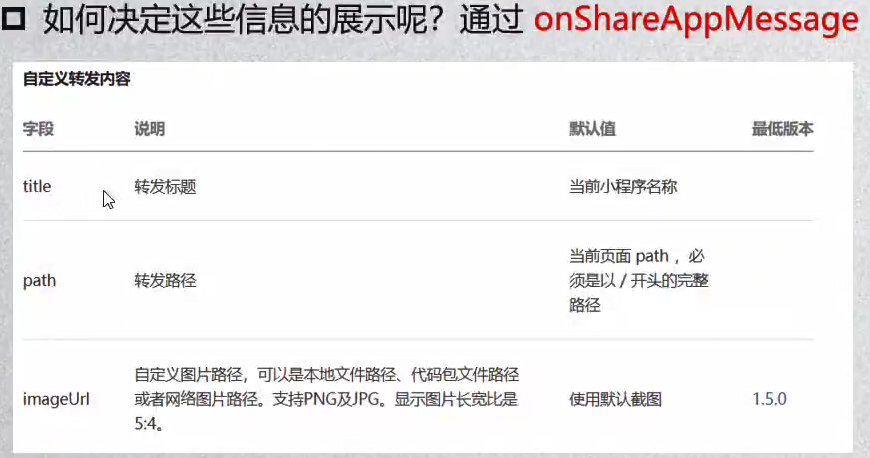 如何决定这些信息的展示呢？通过 onShareAppMessage
自定义转发内容
字段 说明 默认值 最低版本
title 转发标题 当前小程序名称
path 转发路径 当前页面 path ，必
须是以 / 开头的完整
路径
imageUrl 自定义图片路径，可以是本地文件路径、代码包文件路径
或者网络图片路径。支持PNG及JPG。显示图片长宽比是
5:4。 使用默认截图 1.5.0